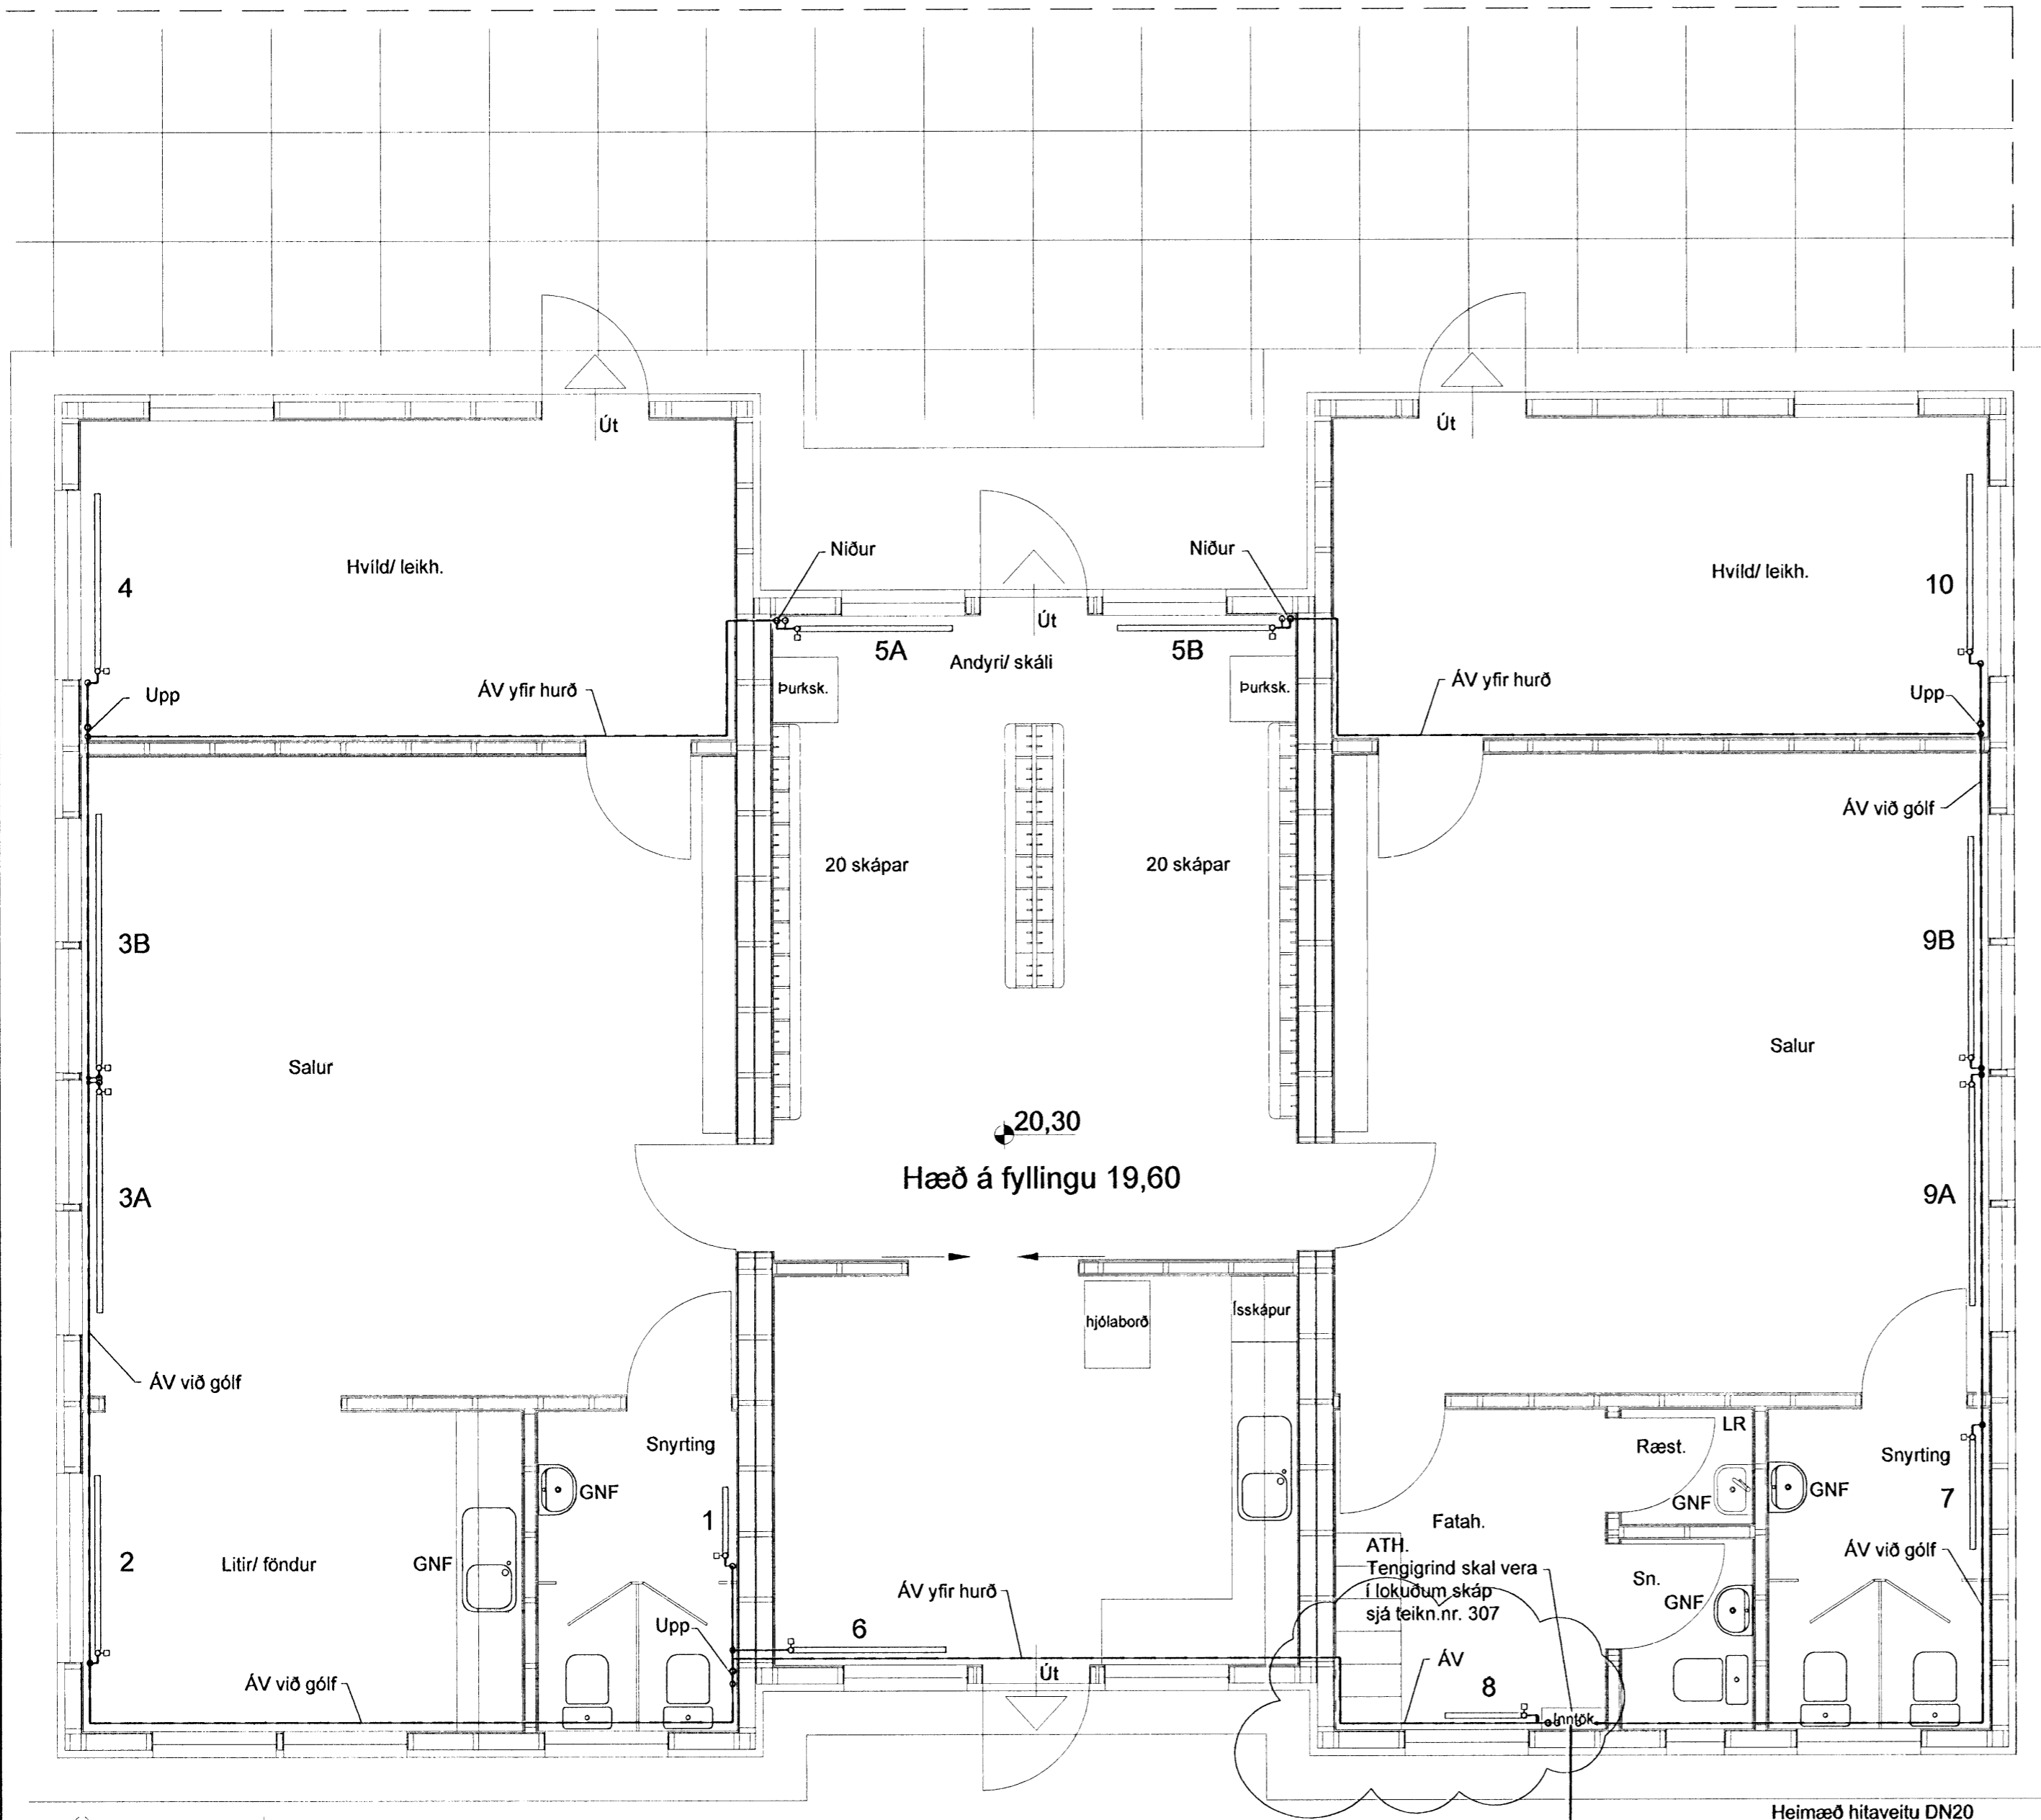 Út
Út
Niður
Niður
Hvíld/ leikh.
Hvíld/ leikh.
4
10
Út
5A
5B
Andyri/ skáli
Þurksk.
Þurksk.
Upp
ÁV yfir hurð
ÁV yfir hurð
Upp
ÁV við gólf
20 skápar
20 skápar
3B
9B
Salur
Salur
20,30
Hæð á fyllingu 19,60
3A
9A
Ísskápur
hjólaborð
ÁV við gólf
Snyrting
LR
Ræst.
Snyrting
GNF
GNF
GNF
7
1
Fatah.
2
Litir/ föndur
GNF
ATH.
Tengigrind skal vera
í lokuðum skáp
sjá teikn.nr. 307
ÁV við gólf
Sn.
GNF
ÁV yfir hurð
Upp
6
ÁV
Út
ÁV við gólf
8
Inntök
Heimæð hitaveitu DN20